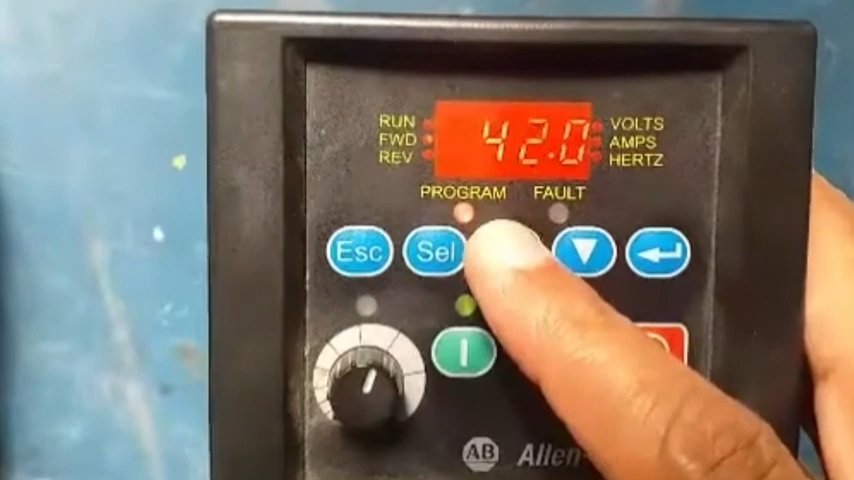 RUN
FWD
REV
42.0
VOLTS
AMPS
HERTZ
PROGRAM FAULT
Esc Sel
I
AB Allen-